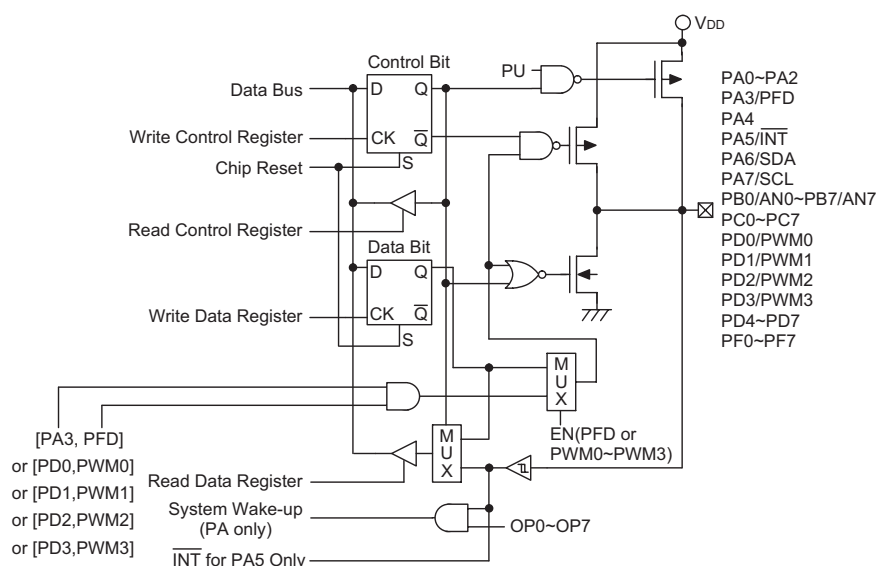 VDD
Control Bit
PU
Data Bus
D Q
Write Control Register
CK Q
S
Chip Reset
Read Control Register
Data Bit
D Q
Write Data Register
CK Q
S
PA0~PA2
PA3/PFD
PA4
PA5/INT
PA6/SDA
PA7/SCL
PB0/AN0~PB7/AN7
PC0~PC7
PD0/PWM0
PD1/PWM1
PD2/PWM2
PD3/PWM3
PD4~PD7
PF0~PF7
M
U
X
EN(PFD or
PWM0~PWM3)
[PA3, PFD]
or [PD0,PWM0]
or [PD1,PWM1]
or [PD2,PWM2]
or [PD3,PWM3]
M
U
X
Read Data Register
System Wake-up
(PA only)
OP0~OP7
INT for PA5 Only